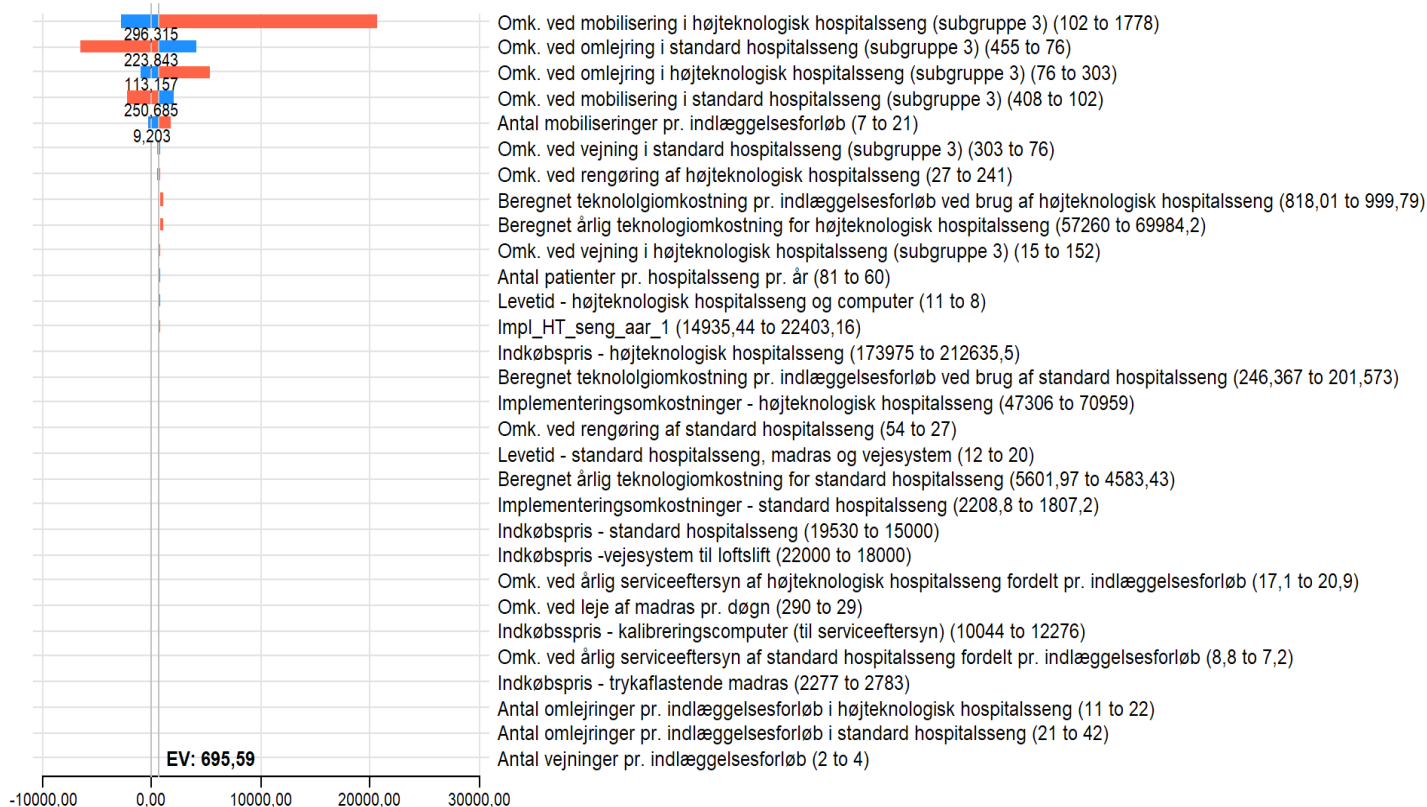 Omk. ved mobilisering i højteknologisk hospitalsseng (subgruppe 3) (102 to 1778)
296,315
Omk. ved omlejring i standard hospitalsseng (subgruppe 3) (455 to 76)
223,843
Omk. ved omlejring i højteknologisk hospitalsseng (subgruppe 3) (76 to 303)
113,157
Omk. ved mobilisering i standard hospitalsseng (subgruppe 3) (408 to 102)
250,685
Antal mobiliseringer pr. indlæggelsesforløb (7 to 21)
9,203
Omk. ved vejning i standard hospitalsseng (subgruppe 3) (303 to 76)
Omk. ved rengøring af højteknologisk hospitalsseng (27 to 241)
Beregnet teknololgiomkostning pr. indlæggelsesforløb ved brug af højteknologisk hospitalsseng (818,01 to 999,79)
Beregnet årlig teknologiomkostning for højteknologisk hospitalsseng (57260 to 69984,2)
Omk. ved vejning i højteknologisk hospitalsseng (subgruppe 3) (15 to 152)
Antal patienter pr. hospitalsseng pr. år (81 to 60)
Levetid - højteknologisk hospitalsseng og computer (11 to 8)
Impl_HT_seng_aar_1 (14935,44 to 22403,16)
Indkøbspris - højteknologisk hospitalsseng (173975 to 212635,5)
Beregnet teknololgiomkostning pr. indlæggelsesforløb ved brug af standard hospitalsseng (246,367 to 201,573)
Implementeringsomkostninger - højteknologisk hospitalsseng (47306 to 70959)
Omk. ved rengøring af standard hospitalsseng (54 to 27)
Levetid - standard hospitalsseng, madras og vejesystem (12 to 20)
Beregnet årlig teknologiomkostning for standard hospitalsseng (5601,97 to 4583,43)
Implementeringsomkostninger - standard hospitalsseng (2208,8 to 1807,2)
Indkøbspris - standard hospitalsseng (19530 to 15000)
Indkøbspris -vejesystem til loftslift (22000 to 18000)
Omk. ved årlig serviceeftersyn af højteknologisk hospitalsseng fordelt pr. indlæggelsesforløb (17,1 to 20,9)
Omk. ved leje af madras pr. døgn (290 to 29)
Indkøbsspris - kalibreringscomputer (til serviceeftersyn) (10044 to 12276)
Omk. ved årlig serviceeftersyn af standard hospitalsseng fordelt pr. indlæggelsesforløb (8,8 to 7,2)
Indkøbspris - trykaflastende madras (2277 to 2783)
Antal omlejringer pr. indlæggelsesforløb i højteknologisk hospitalsseng (11 to 22)
Antal omlejringer pr. indlæggelsesforløb i standard hospitalsseng (21 to 42)
EV: 695,59
Antal vejninger pr. indlæggelsesforløb (2 to 4)
-10000,00 0,00 10000,00 20000,00 30000,00